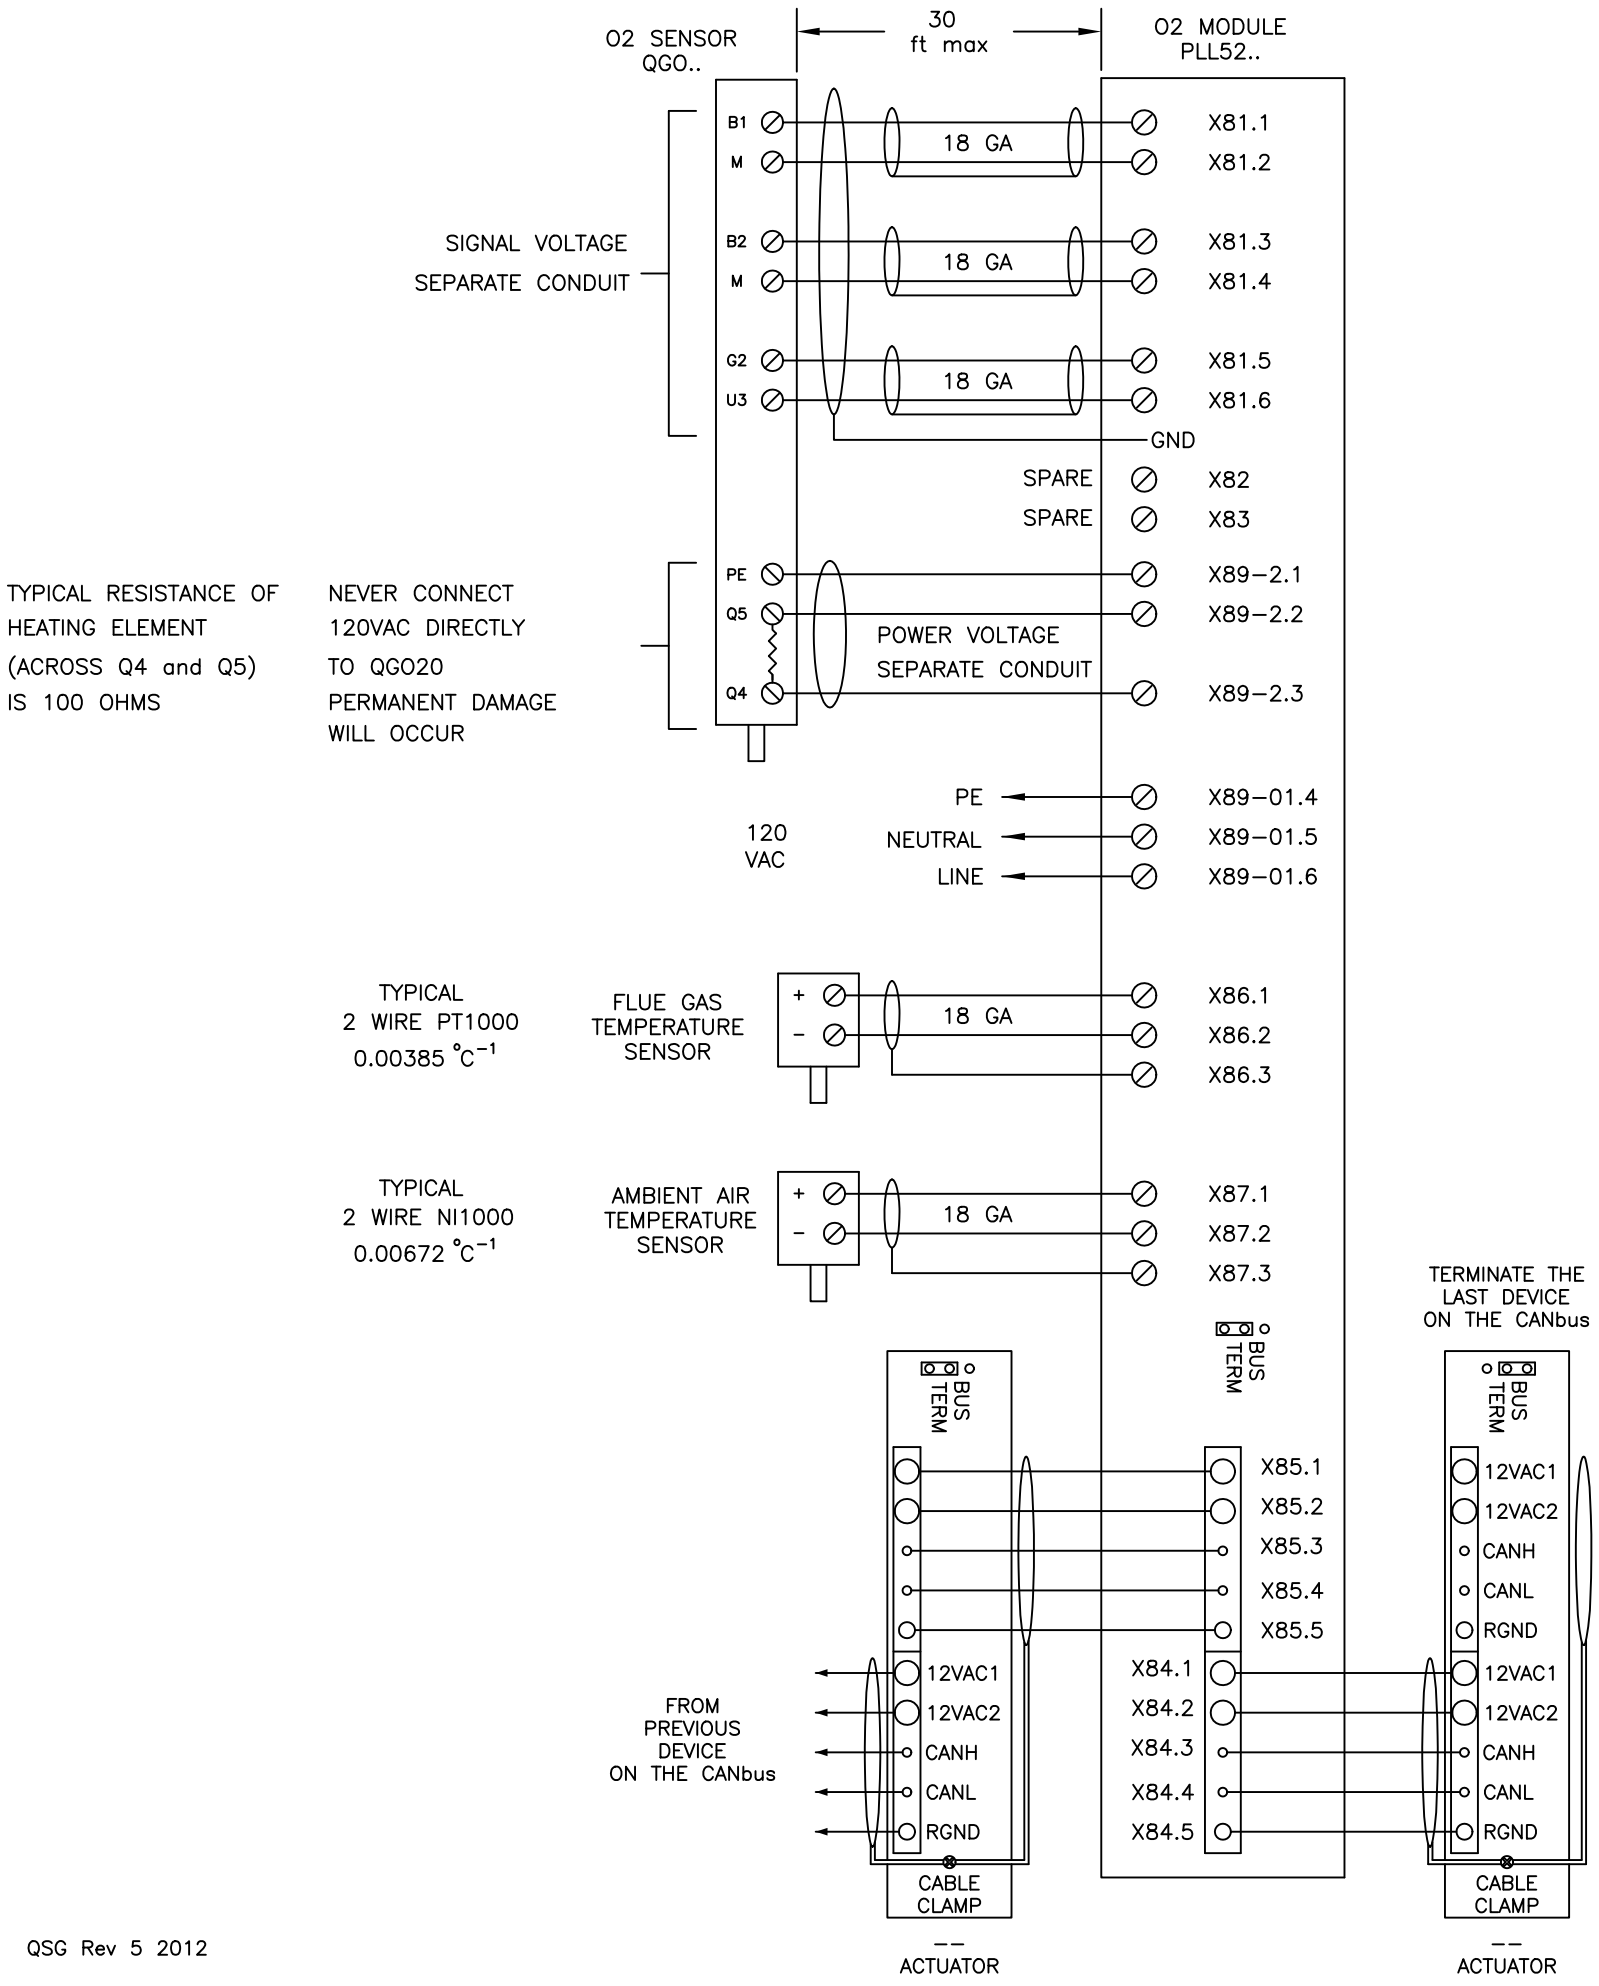 30
ft max
O2 SENSOR
QGO..
O2 MODULE
PLL52..
B1
18 GA
X81.1
M
X81.2
SIGNAL VOLTAGE
SEPARATE CONDUIT
B2
18 GA
X81.3
M
X81.4
G2
18 GA
X81.5
U3
X81.6
GND
SPARE
X82
SPARE
X83
TYPICAL RESISTANCE OF
HEATING ELEMENT
(ACROSS Q4 and Q5)
IS 100 OHMS
NEVER CONNECT
120VAC DIRECTLY
TO QGO20
PERMANENT DAMAGE
WILL OCCUR
PE
X89-2.1
Q5
X89-2.2
POWER VOLTAGE
SEPARATE CONDUIT
Q4
X89-2.3
120
VAC
PE
X89-01.4
NEUTRAL
X89-01.5
LINE
X89-01.6
TYPICAL
2 WIRE PT1000
0.00385 °C⁻¹
FLUE GAS
TEMPERATURE
SENSOR
+
-
18 GA
X86.1
X86.2
X86.3
TYPICAL
2 WIRE NI1000
0.00672 °C⁻¹
AMBIENT AIR
TEMPERATURE
SENSOR
+
-
18 GA
X87.1
X87.2
X87.3
TERMINATE THE
LAST DEVICE
ON THE CANbus
BUS
TERM
BUS
TERM
BUS
TERM
X85.1
X85.2
X85.3
X85.4
X85.5
12VAC1
12VAC2
CANH
CANL
RGND
FROM
PREVIOUS
DEVICE
ON THE CANbus
12VAC1
12VAC2
CANH
CANL
RGND
X84.1
X84.2
X84.3
X84.4
X84.5
12VAC1
12VAC2
CANH
CANL
RGND
CABLE
CLAMP
CABLE
CLAMP
--
ACTUATOR
--
ACTUATOR
QSG Rev 5 2012